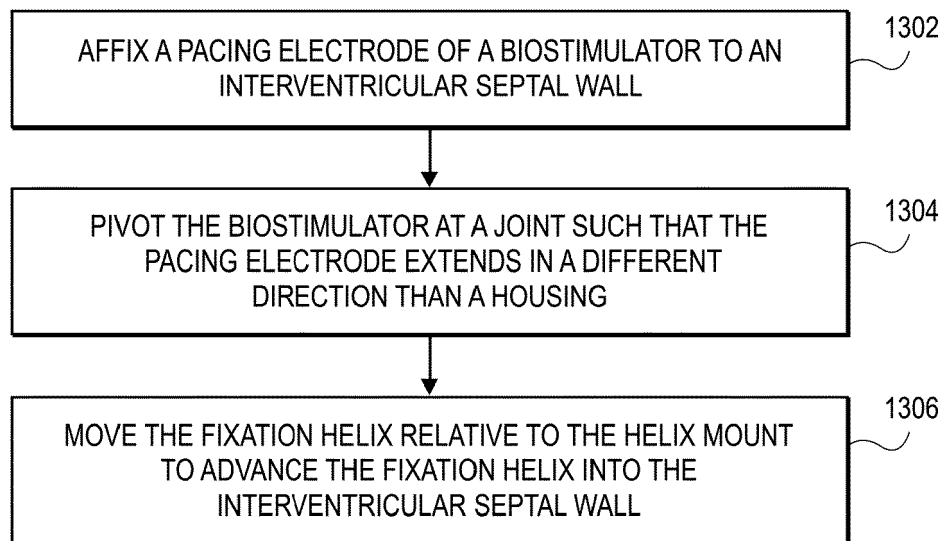 AFFIX A PACING ELECTRODE OF A BIOSTIMULATOR TO AN
INTERVENTRICULAR SEPTAL WALL
1302
PIVOT THE BIOSTIMULATOR AT A JOINT SUCH THAT THE
PACING ELECTRODE EXTENDS IN A DIFFERENT
DIRECTION THAN A HOUSING
1304
MOVE THE FIXATION HELIX RELATIVE TO THE HELIX MOUNT
TO ADVANCE THE FIXATION HELIX INTO THE
INTERVENTRICULAR SEPTAL WALL
1306